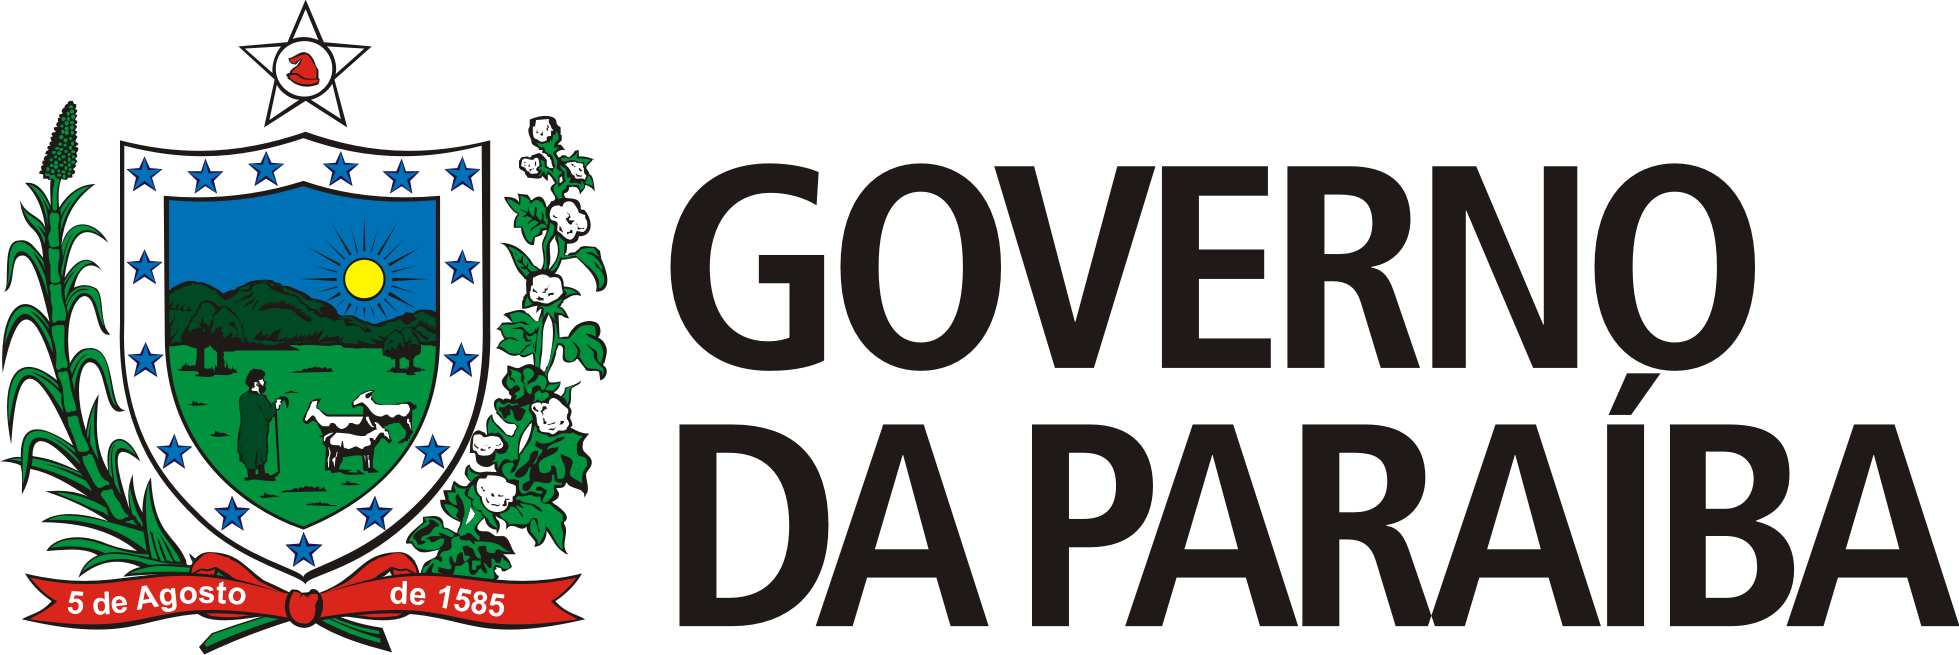 5 de Agosto de 1585
GOVERNO
DA PARAÍBA